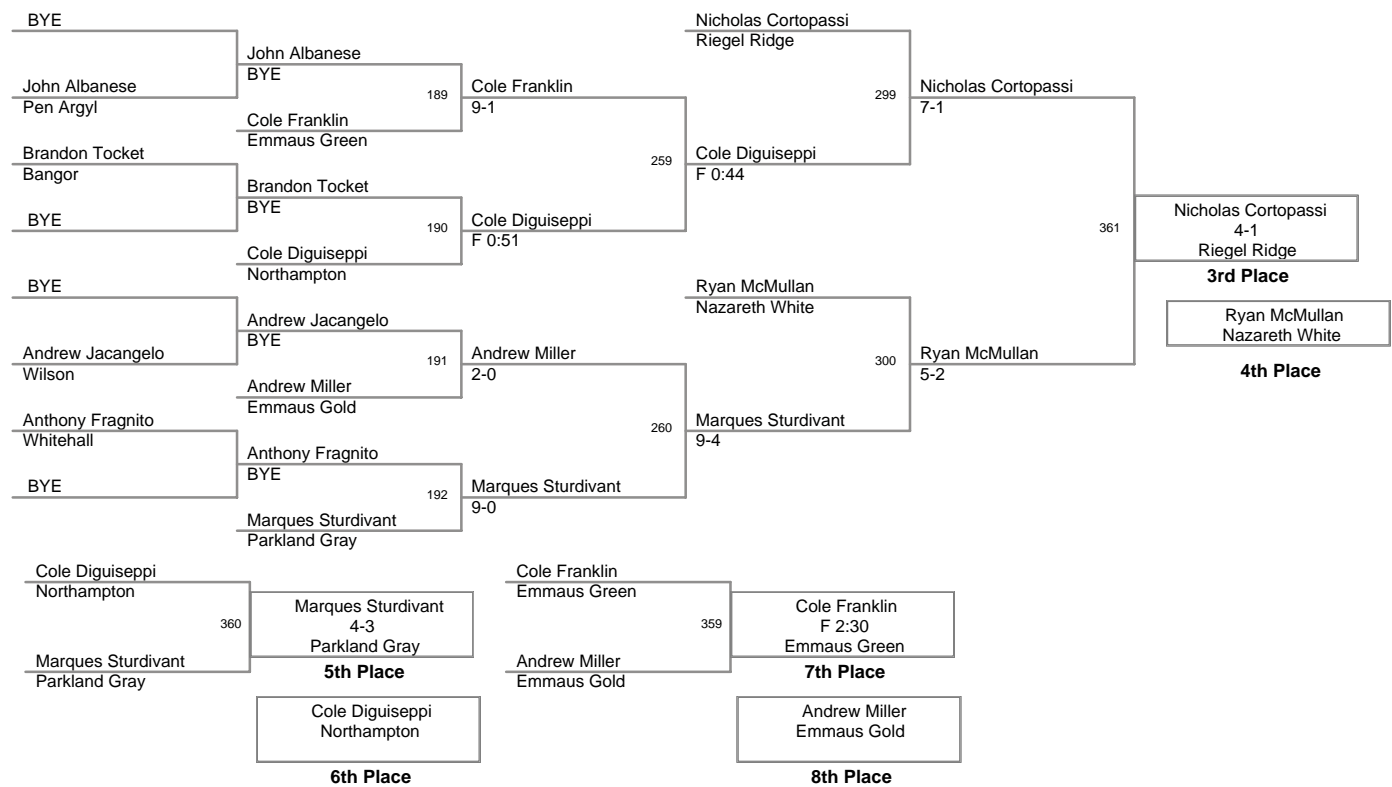 BYE
Nicholas Cortopassi
Riegel Ridge
John Albanese
BYE
John Albanese
Pen Argyl
189
Cole Franklin
9-1
299
Nicholas Cortopassi
7-1
Cole Franklin
Emmaus Green
Brandon Tocket
Bangor
259
Cole Diguiseppi
F 0:44
Brandon Tocket
BYE
BYE
190
Cole Diguiseppi
F 0:51
361
Nicholas Cortopassi
4-1
Riegel Ridge
3rd Place
Cole Diguiseppi
Northampton
BYE
Ryan McMullan
Nazareth White
Ryan McMullan
Nazareth White
4th Place
Andrew Jacangelo
BYE
Andrew Jacangelo
Wilson
191
Andrew Miller
2-0
300
Ryan McMullan
5-2
Andrew Miller
Emmaus Gold
Anthony Fragnito
Whitehall
260
Marques Sturdivant
9-4
Anthony Fragnito
BYE
BYE
192
Marques Sturdivant
9-0
Marques Sturdivant
Parkland Gray
Cole Diguiseppi
Northampton
360
Marques Sturdivant
4-3
Parkland Gray
Marques Sturdivant
Parkland Gray
5th Place
Cole Diguiseppi
Northampton
6th Place
Cole Franklin
Emmaus Green
359
Cole Franklin
F 2:30
Emmaus Green
Andrew Miller
Emmaus Gold
7th Place
Andrew Miller
Emmaus Gold
8th Place